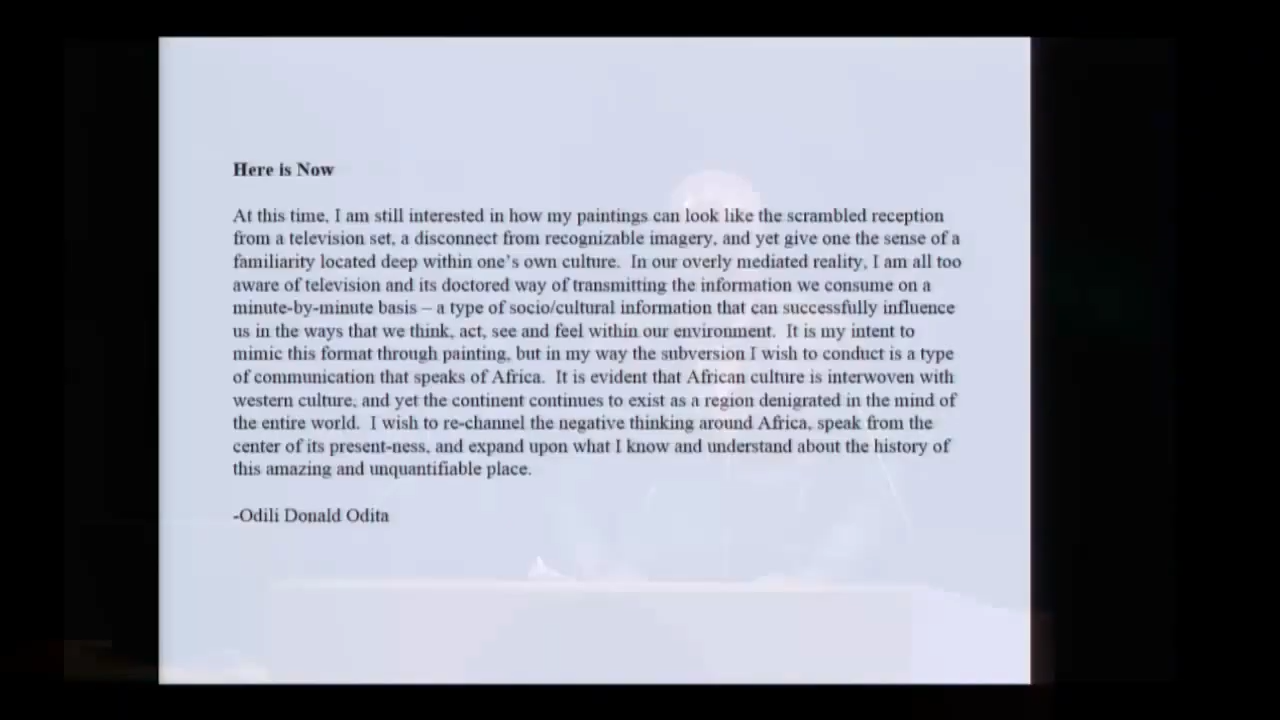 Here is Now
At this time, I am still interested in how my paintings can look like the scrambled reception
from a television set, a disconnect from recognizable imagery, and yet give one the sense of a
familiarity located deep within one's own culture. In our overly mediated reality, I am all too
aware of television and its doctored way of transmitting the information we consume on a
minute-by-minute basis – a type of socio/cultural information that can successfully influence
us in the ways that we think, act, see and feel within our environment. It is my intent to
mimic this format through painting, but in my way the subversion I wish to conduct is a type
of communication that speaks of Africa. It is evident that African culture is interwoven with
western culture, and yet the continent continues to exist as a region denigrated in the mind of
the entire world. I wish to re-channel the negative thinking around Africa, speak from the
center of its present-ness, and expand upon what I know and understand about the history of
this amazing and unquantifiable place.
-Odili Donald Odita